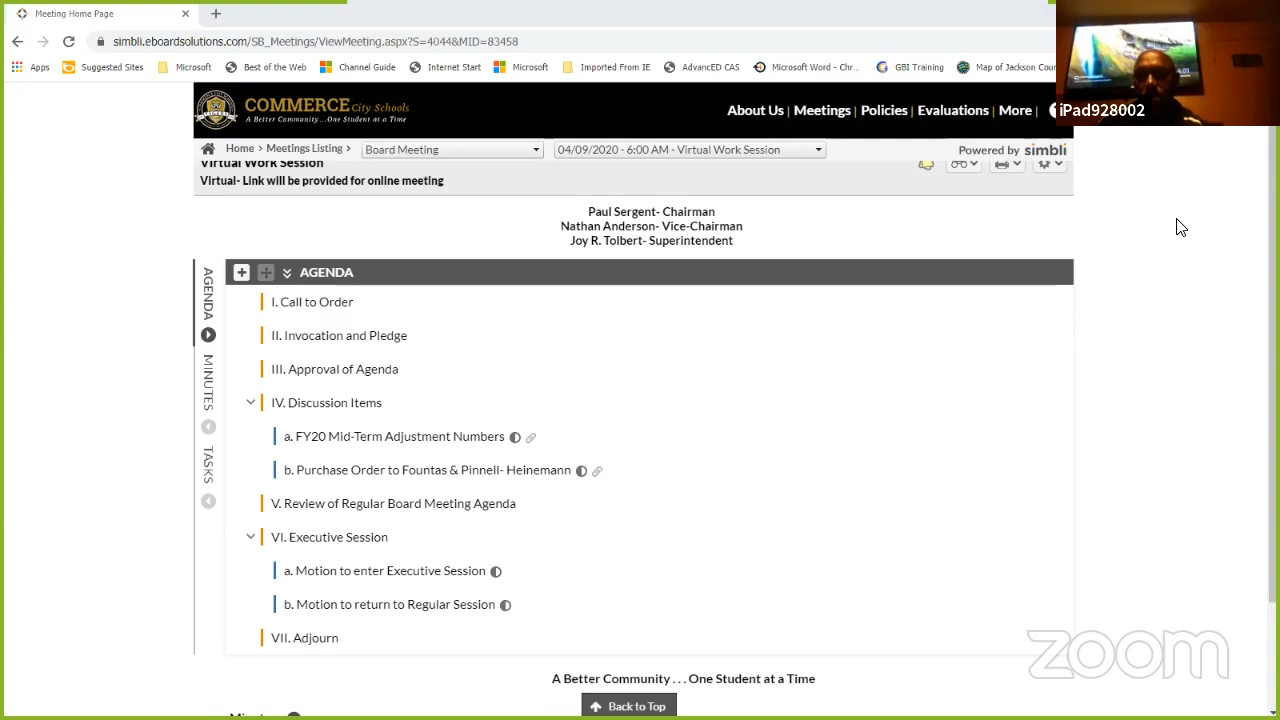 Meeting Home Page
simbli.eboardsolutions.com/SB_Meetings/ViewMeeting.aspx?S=4044&MID=83458
Apps Suggested Sites Microsoft Best of the Web Channel Guide Internet Start Microsoft Imported From IE AdvancED CAS Microsoft Word - Chr... GBI Training Map of Jackson Cour
iPad928002
COMMERCE City Schools
A Better Community...One Student at a Time
About Us Meetings Policies Evaluations More
Home > Meetings Listing > Board Meeting 04/09/2020 - 6:00 AM - Virtual Work Session Powered by simbli
Virtual Work Session
Virtual- Link will be provided for online meeting
Paul Sergent- Chairman
Nathan Anderson- Vice-Chairman
Joy R. Tolbert- Superintendent
AGENDA
MINUTES
TASKS
AGENDA
I. Call to Order
II. Invocation and Pledge
III. Approval of Agenda
IV. Discussion Items
a. FY20 Mid-Term Adjustment Numbers
b. Purchase Order to Fountas & Pinnell- Heinemann
V. Review of Regular Board Meeting Agenda
VI. Executive Session
a. Motion to enter Executive Session
b. Motion to return to Regular Session
VII. Adjourn
zoom
A Better Community . . . One Student at a Time
Back to Top